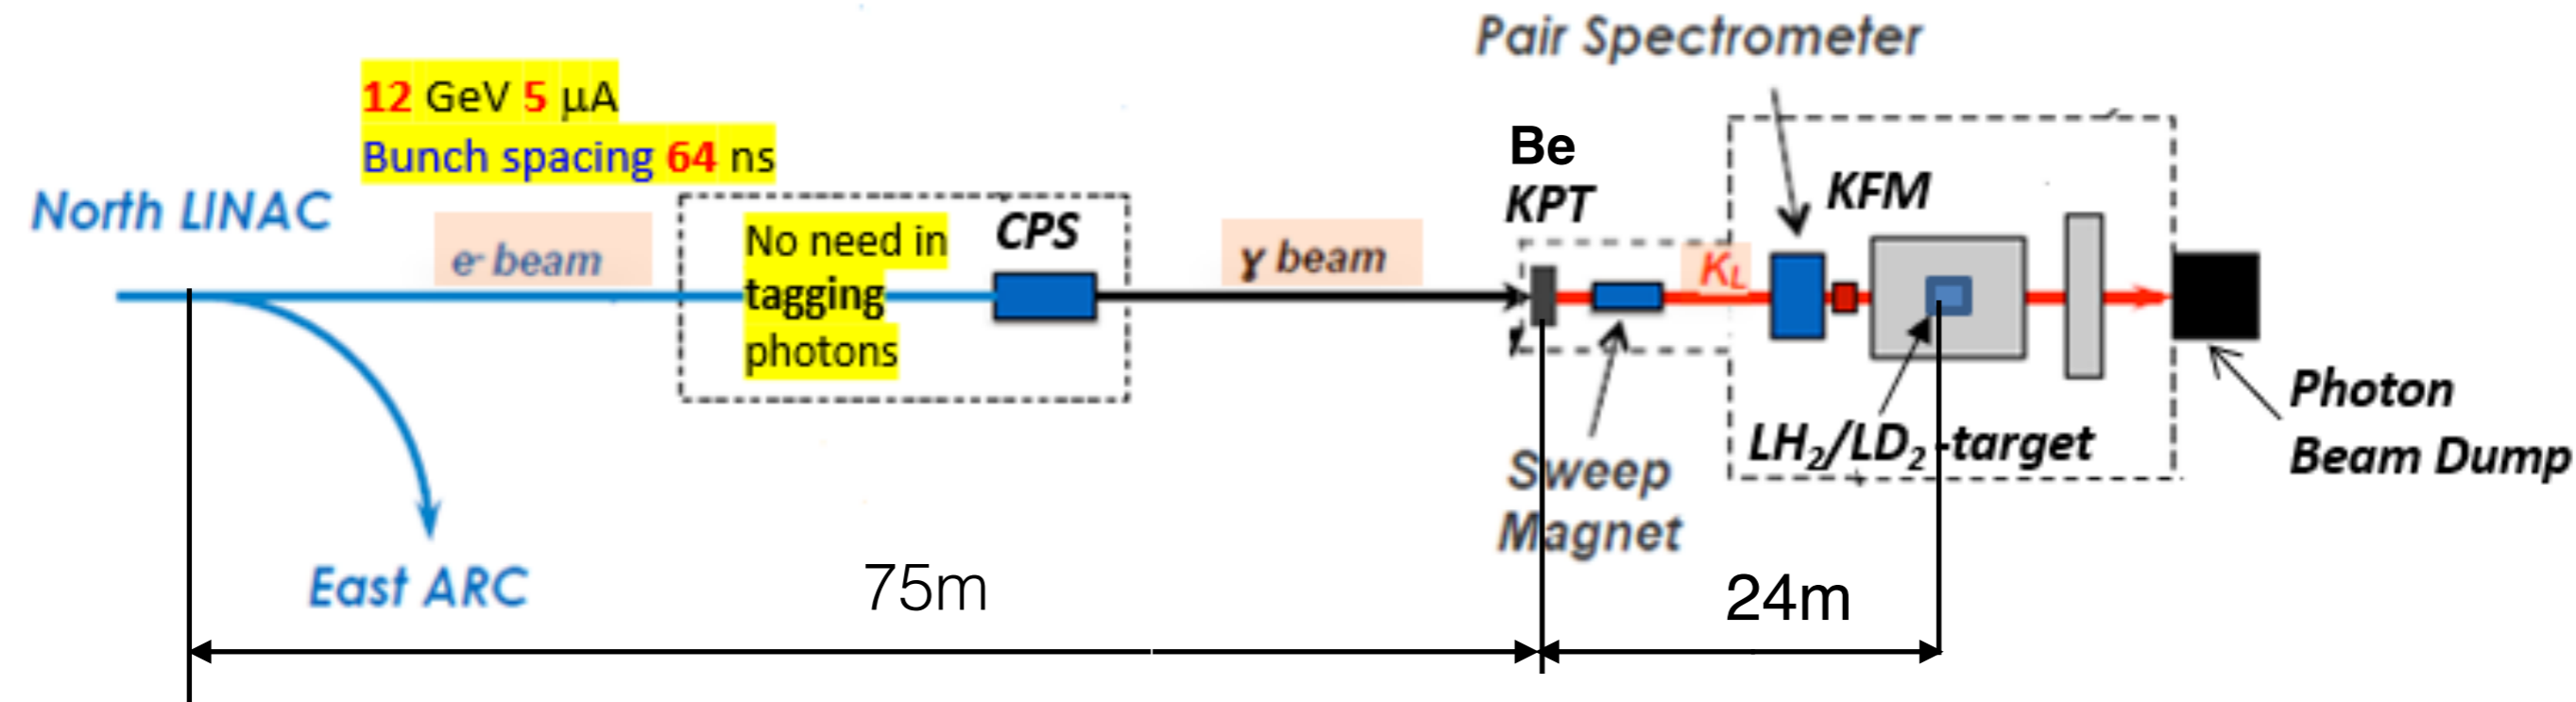 Pair Spectrometer
12 GeV 5 μA
Bunch spacing 64 ns
North LINAC
e- beam
No need in
tagging
photons
CPS
γ beam
Be
KPT
KL
KFM
LH2/LD2-target
Sweep
Magnet
Photon
Beam Dump
East ARC
75m
24m